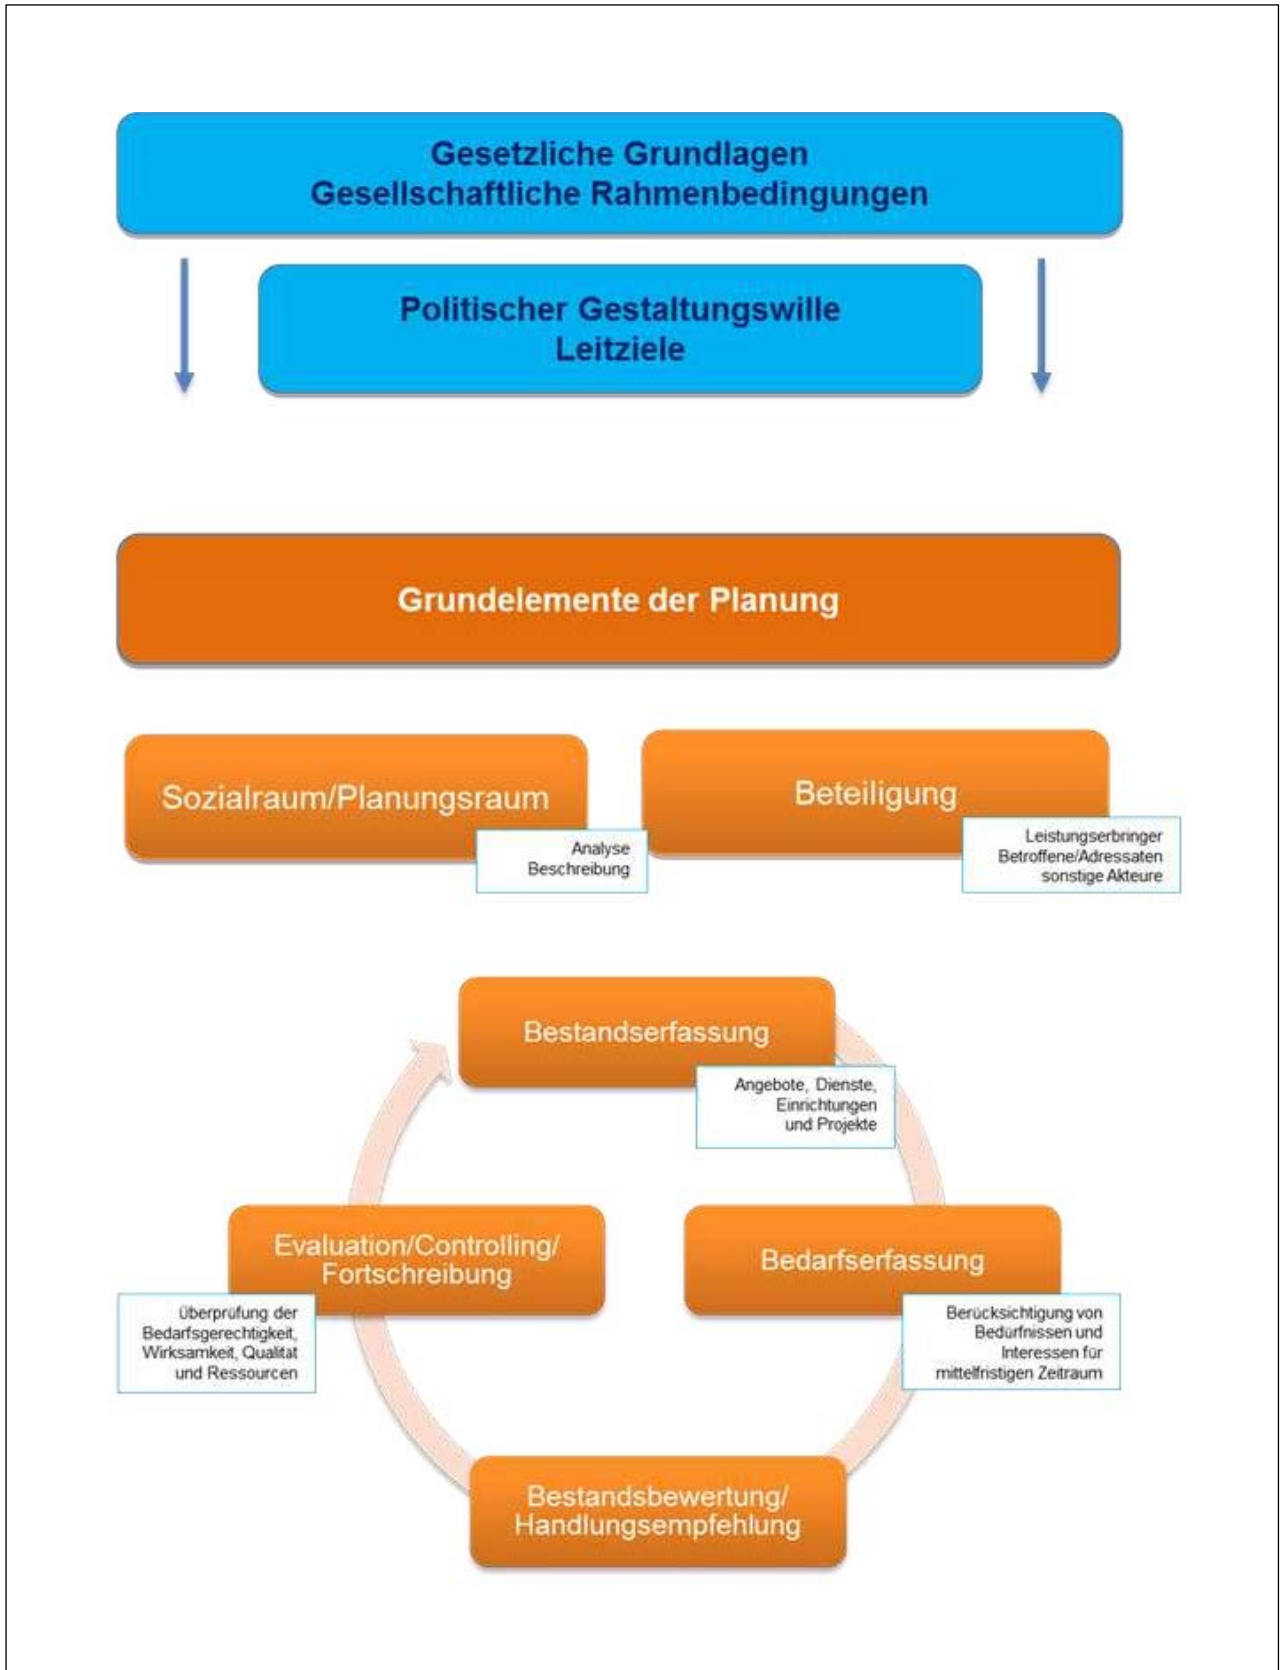 Gesetzliche Grundlagen
Gesellschaftliche Rahmenbedingungen
Politischer Gestaltungswille
Leitziele
Grundelemente der Planung
Sozialraum/Planungsraum
Analyse
Beschreibung
Beteiligung
Leistungserbringer
Betroffene/Adressaten
sonstige Akteure
Bestandserfassung
Angebote, Dienste,
Einrichtungen
und Projekte
Bedarfserfassung
Berücksichtigung von
Bedürfnissen und
Interessen für
mittelfristigen Zeitraum
Bestandsbewertung/
Handlungsempfehlung
Evaluation/Controlling/
Fortschreibung
Überprüfung der
Bedarfsgerechtigkeit,
Wirksamkeit, Qualität
und Ressourcen